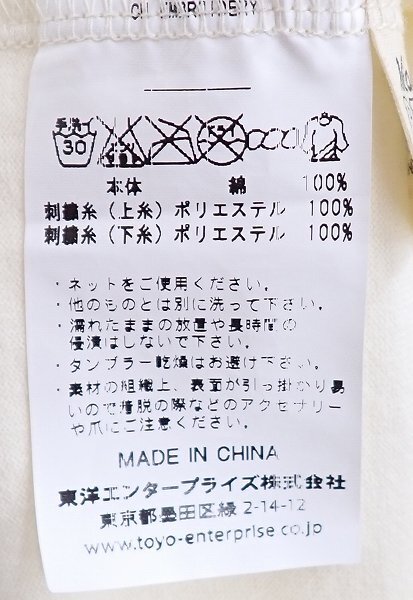 手洗イ
30
ドライ
本体 綿 100%
刺繍糸（上糸）ポリエステル 100%
刺繍糸（下糸）ポリエステル 100%
・ネットをご使用ください。
・他のものとは別に洗って下さい。
・濡れたままの放置や長時間の
浸漬はしないで下さい。
・タンブラー乾燥はお避け下さい。
・素材の組織上、表面が引っ掛かり易
いので着脱の際などのアクセサリー
や爪にご注意ください。
MADE IN CHINA
東洋エンタープライズ株式会社
東京都墨田区緑 2-14-12
www.toyo-enterprise.co.jp